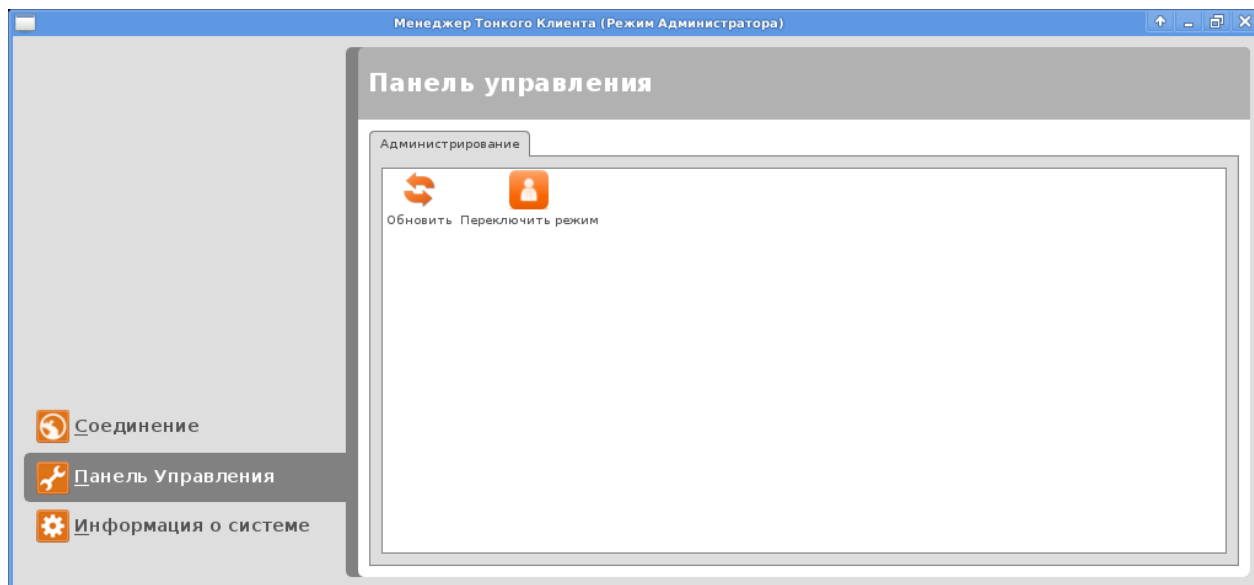 Менеджер Тонкого Клиента (Режим Администратора)
Панель управления
Администрирование
Обновить Переключить режим
Соединение
Панель Управления
Информация о системе